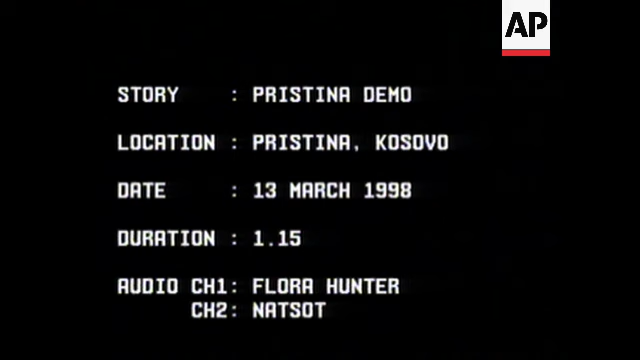 AP
STORY : PRISTINA DEMO
LOCATION : PRISTINA, KOSOVO
DATE : 13 MARCH 1998
DURATION : 1.15
AUDIO CH1: FLORA HUNTER
CH2: NATSOT